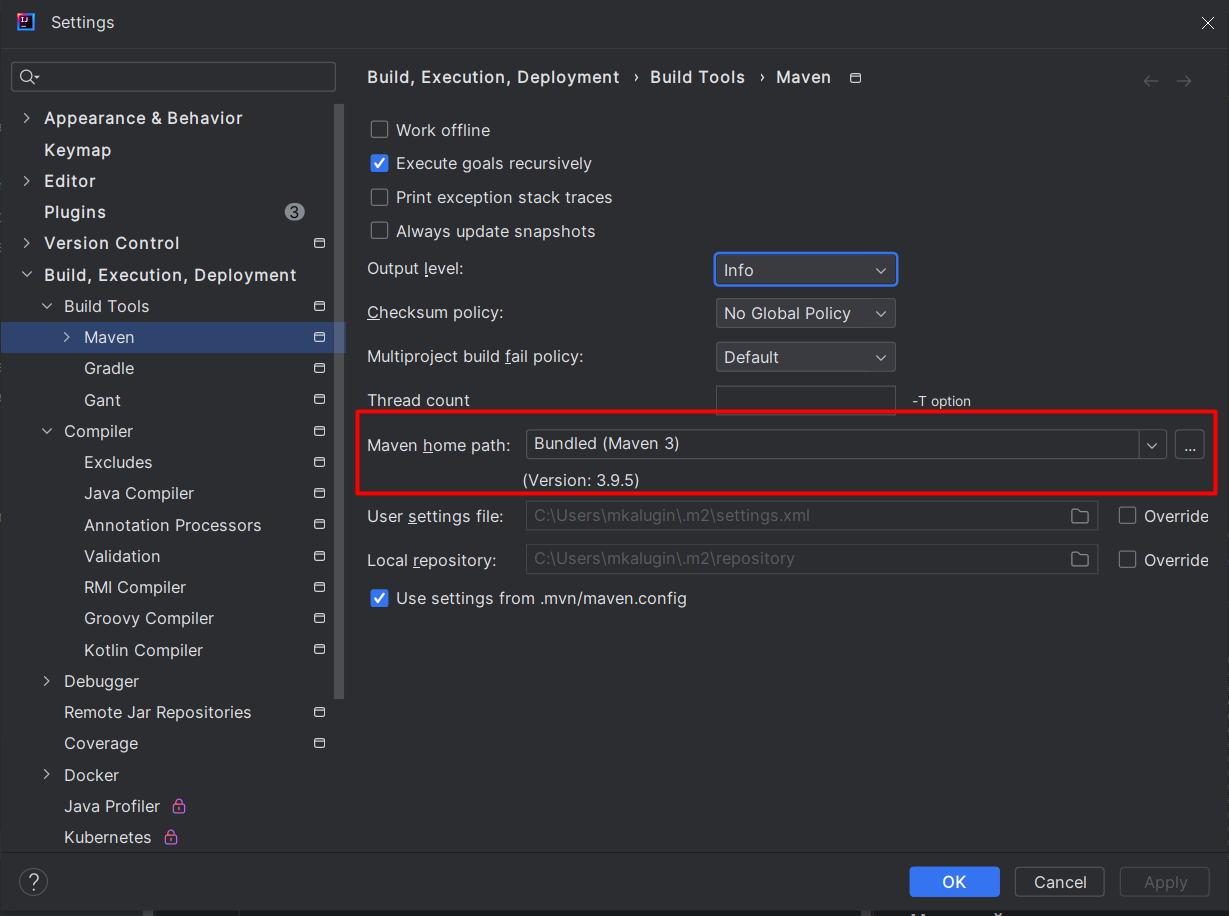 Settings
Build, Execution, Deployment › Build Tools › Maven
Appearance & Behavior
Keymap
Editor
Plugins 3
Version Control
Build, Execution, Deployment
Build Tools
Maven
Gradle
Gant
Compiler
Excludes
Java Compiler
Annotation Processors
Validation
RMI Compiler
Groovy Compiler
Kotlin Compiler
Debugger
Remote Jar Repositories
Coverage
Docker
Java Profiler
Kubernetes
Work offline
Execute goals recursively
Print exception stack traces
Always update snapshots
Output level: Info
Checksum policy: No Global Policy
Multiproject build fail policy: Default
Thread count -T option
Maven home path: Bundled (Maven 3) ...
(Version: 3.9.5)
User settings file: C:\Users\mkalugin\.m2\settings.xml Override
Local repository: C:\Users\mkalugin\.m2\repository Override
Use settings from .mvn/maven.config
? OK Cancel Apply